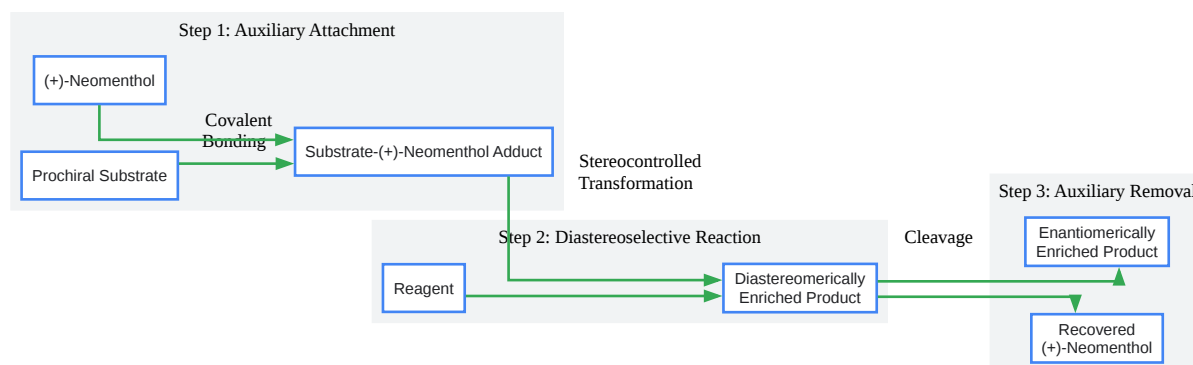 Step 1: Auxiliary Attachment
(+)-Neomenthol
Covalent
Bonding
Prochiral Substrate
Substrate-(+)-Neomenthol Adduct
Stereocontrolled
Transformation
Step 2: Diastereoselective Reaction
Reagent
Diastereomerically
Enriched Product
Cleavage
Step 3: Auxiliary Removal
Enantiomerically
Enriched Product
Recovered
(+)-Neomenthol